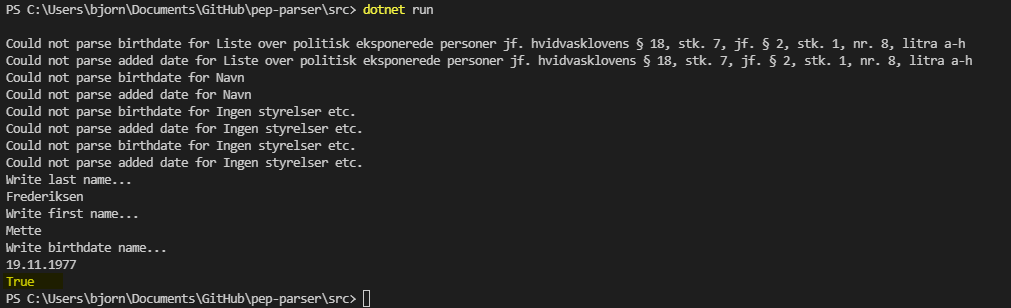 PS C:\Users\bjorn\Documents\GitHub\pep-parser\src> dotnet run
Could not parse birthdate for Liste over politisk eksponerede personer jf. hvidvasklovens § 18, stk. 7, jf. § 2, stk. 1, nr. 8, litra a-h
Could not parse added date for Liste over politisk eksponerede personer jf. hvidvasklovens § 18, stk. 7, jf. § 2, stk. 1, nr. 8, litra a-h
Could not parse birthdate for Navn
Could not parse added date for Navn
Could not parse birthdate for Ingen styrelser etc.
Could not parse added date for Ingen styrelser etc.
Could not parse birthdate for Ingen styrelser etc.
Could not parse added date for Ingen styrelser etc.
Write last name...
Frederiksen
Write first name...
Mette
Write birthdate name...
19.11.1977
True
PS C:\Users\bjorn\Documents\GitHub\pep-parser\src>